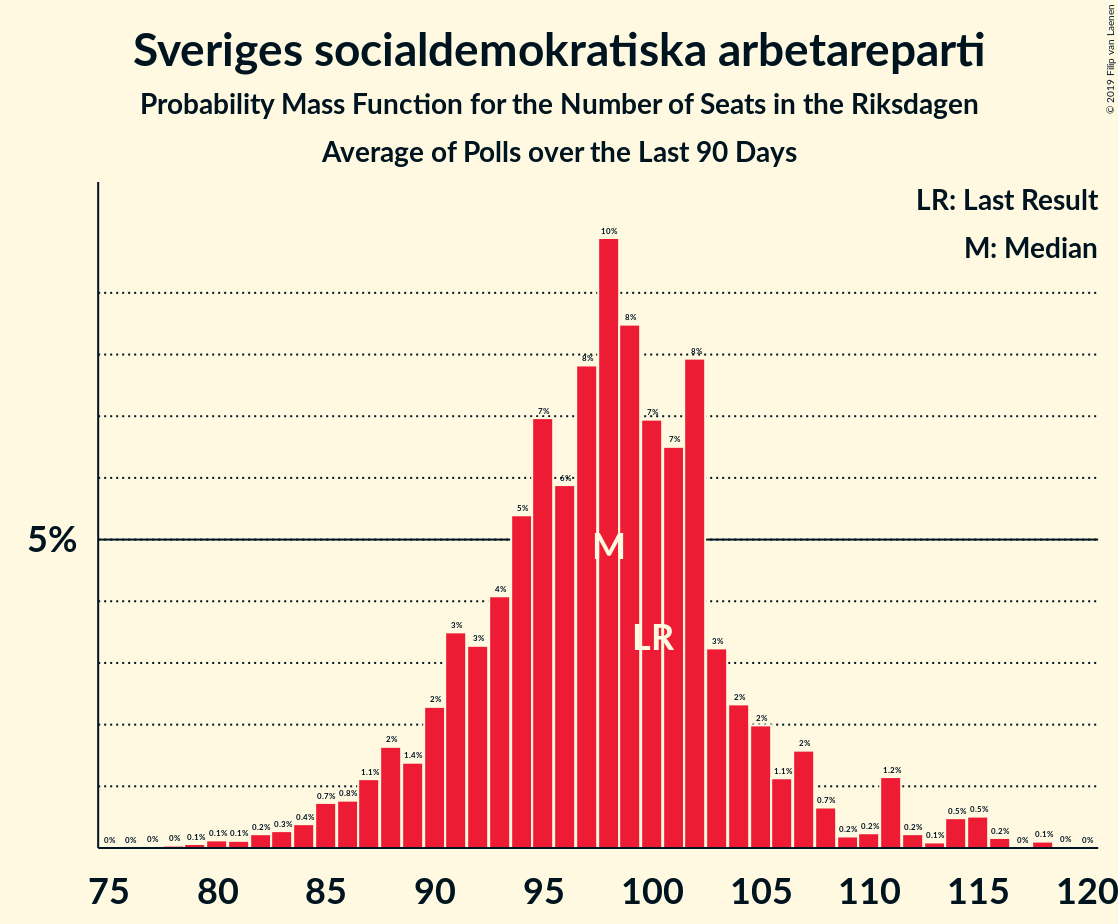 Sveriges socialdemokratiska arbetareparti
Probability Mass Function for the Number of Seats in the Riksdagen
Average of Polls over the Last 90 Days
© 2019 Filip van Laenen
LR: Last Result
M: Median
5%
0% 0% 0% 0% 0.1% 0.1% 0.1% 0.2% 0.3% 0.4% 0.7% 0.8% 1.1% 2% 1.4% 2% 3% 3% 4% 5% 7% 6% 8% 10% 8% 7% 7% 8% 3% 2% 2% 1.1% 2% 0.7% 0.2% 0.2% 1.2% 0.2% 0.1% 0.5% 0.5% 0.2% 0% 0.1% 0% 0%
M
LR
75 80 85 90 95 100 105 110 115 120